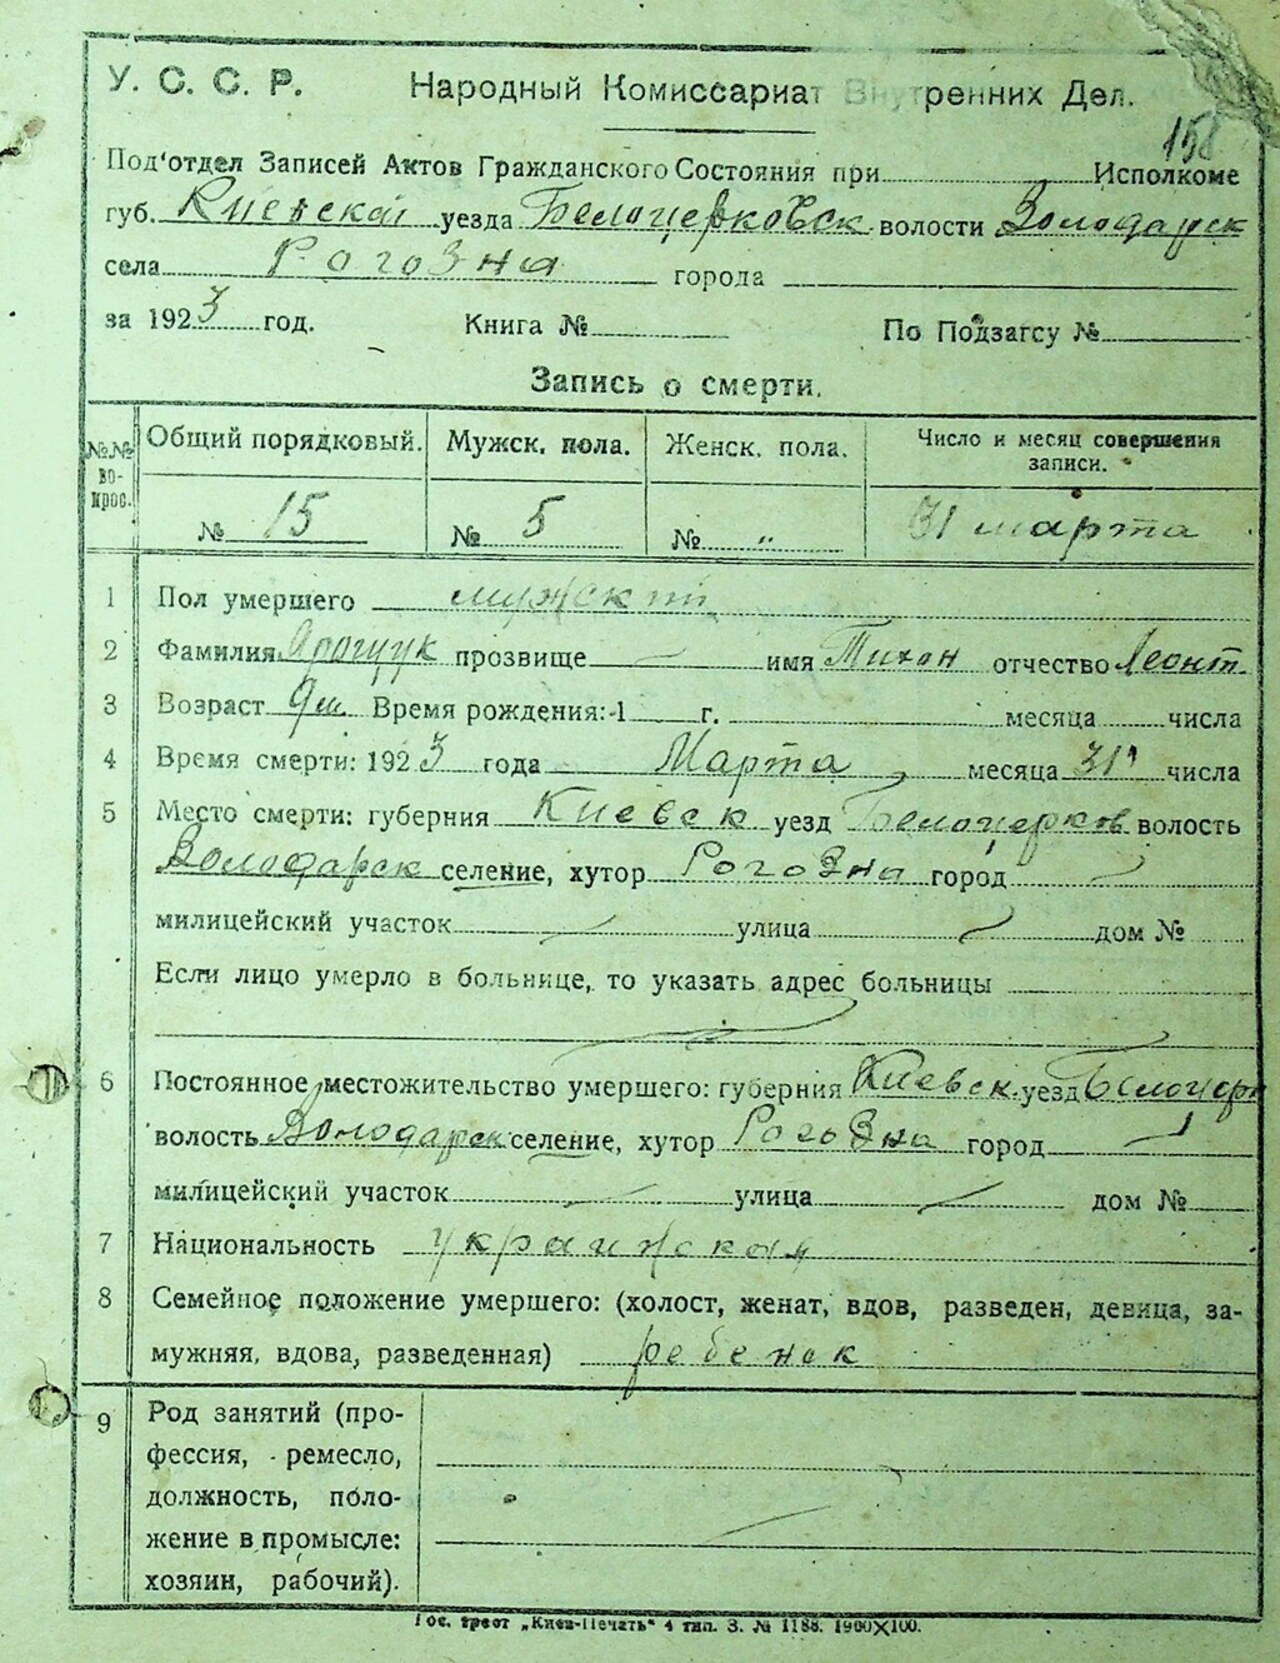 158
У. С. С. Р. Народный Комиссариат Внутренних Дел.
Под'отдел Записей Актов Гражданского Состояния при Исполкоме
губ. Киевской уезда Белоцерковск волости Володарск
села Рогозна города
за 1923 год. Книга № По Подзагсу №
Запись о смерти.
№№ во- прос. Общий порядковый. Мужск. пола. Женск. пола. Число и месяц совершения
записи.
№ 15 № 5 № " 31 марта
1 Пол умершего мужской
2 Фамилия прозвище имя Тихон отчество Леонт.
3 Возраст 9 м. Время рождения: 1 г. месяца числа
4 Время смерти: 1923 года Марта месяца 31 числа
5 Место смерти: губерния Киевск уезд Белоцерков волость
Володарск селение, хутор Рогозна город
милицейский участок улица дом №
Если лицо умерло в больнице, то указать адрес больницы
6 Постоянное местожительство умершего: губерния Киевск. уезд Белоцерк
волость Володарск селение, хутор Рогозна город
милицейский участок улица дом №
7 Национальность украинская
8 Семейное положение умершего: (холост, женат, вдов, разведен, девица, за-
мужняя, вдова, разведенная) ребенок
9 Род занятий (про-
фессия, ремесло,
должность, поло-
жение в промысле:
хозяин, рабочий).
Гос. трест „Киев-Печать" 4 тип. З. № 1188. 1900×100.